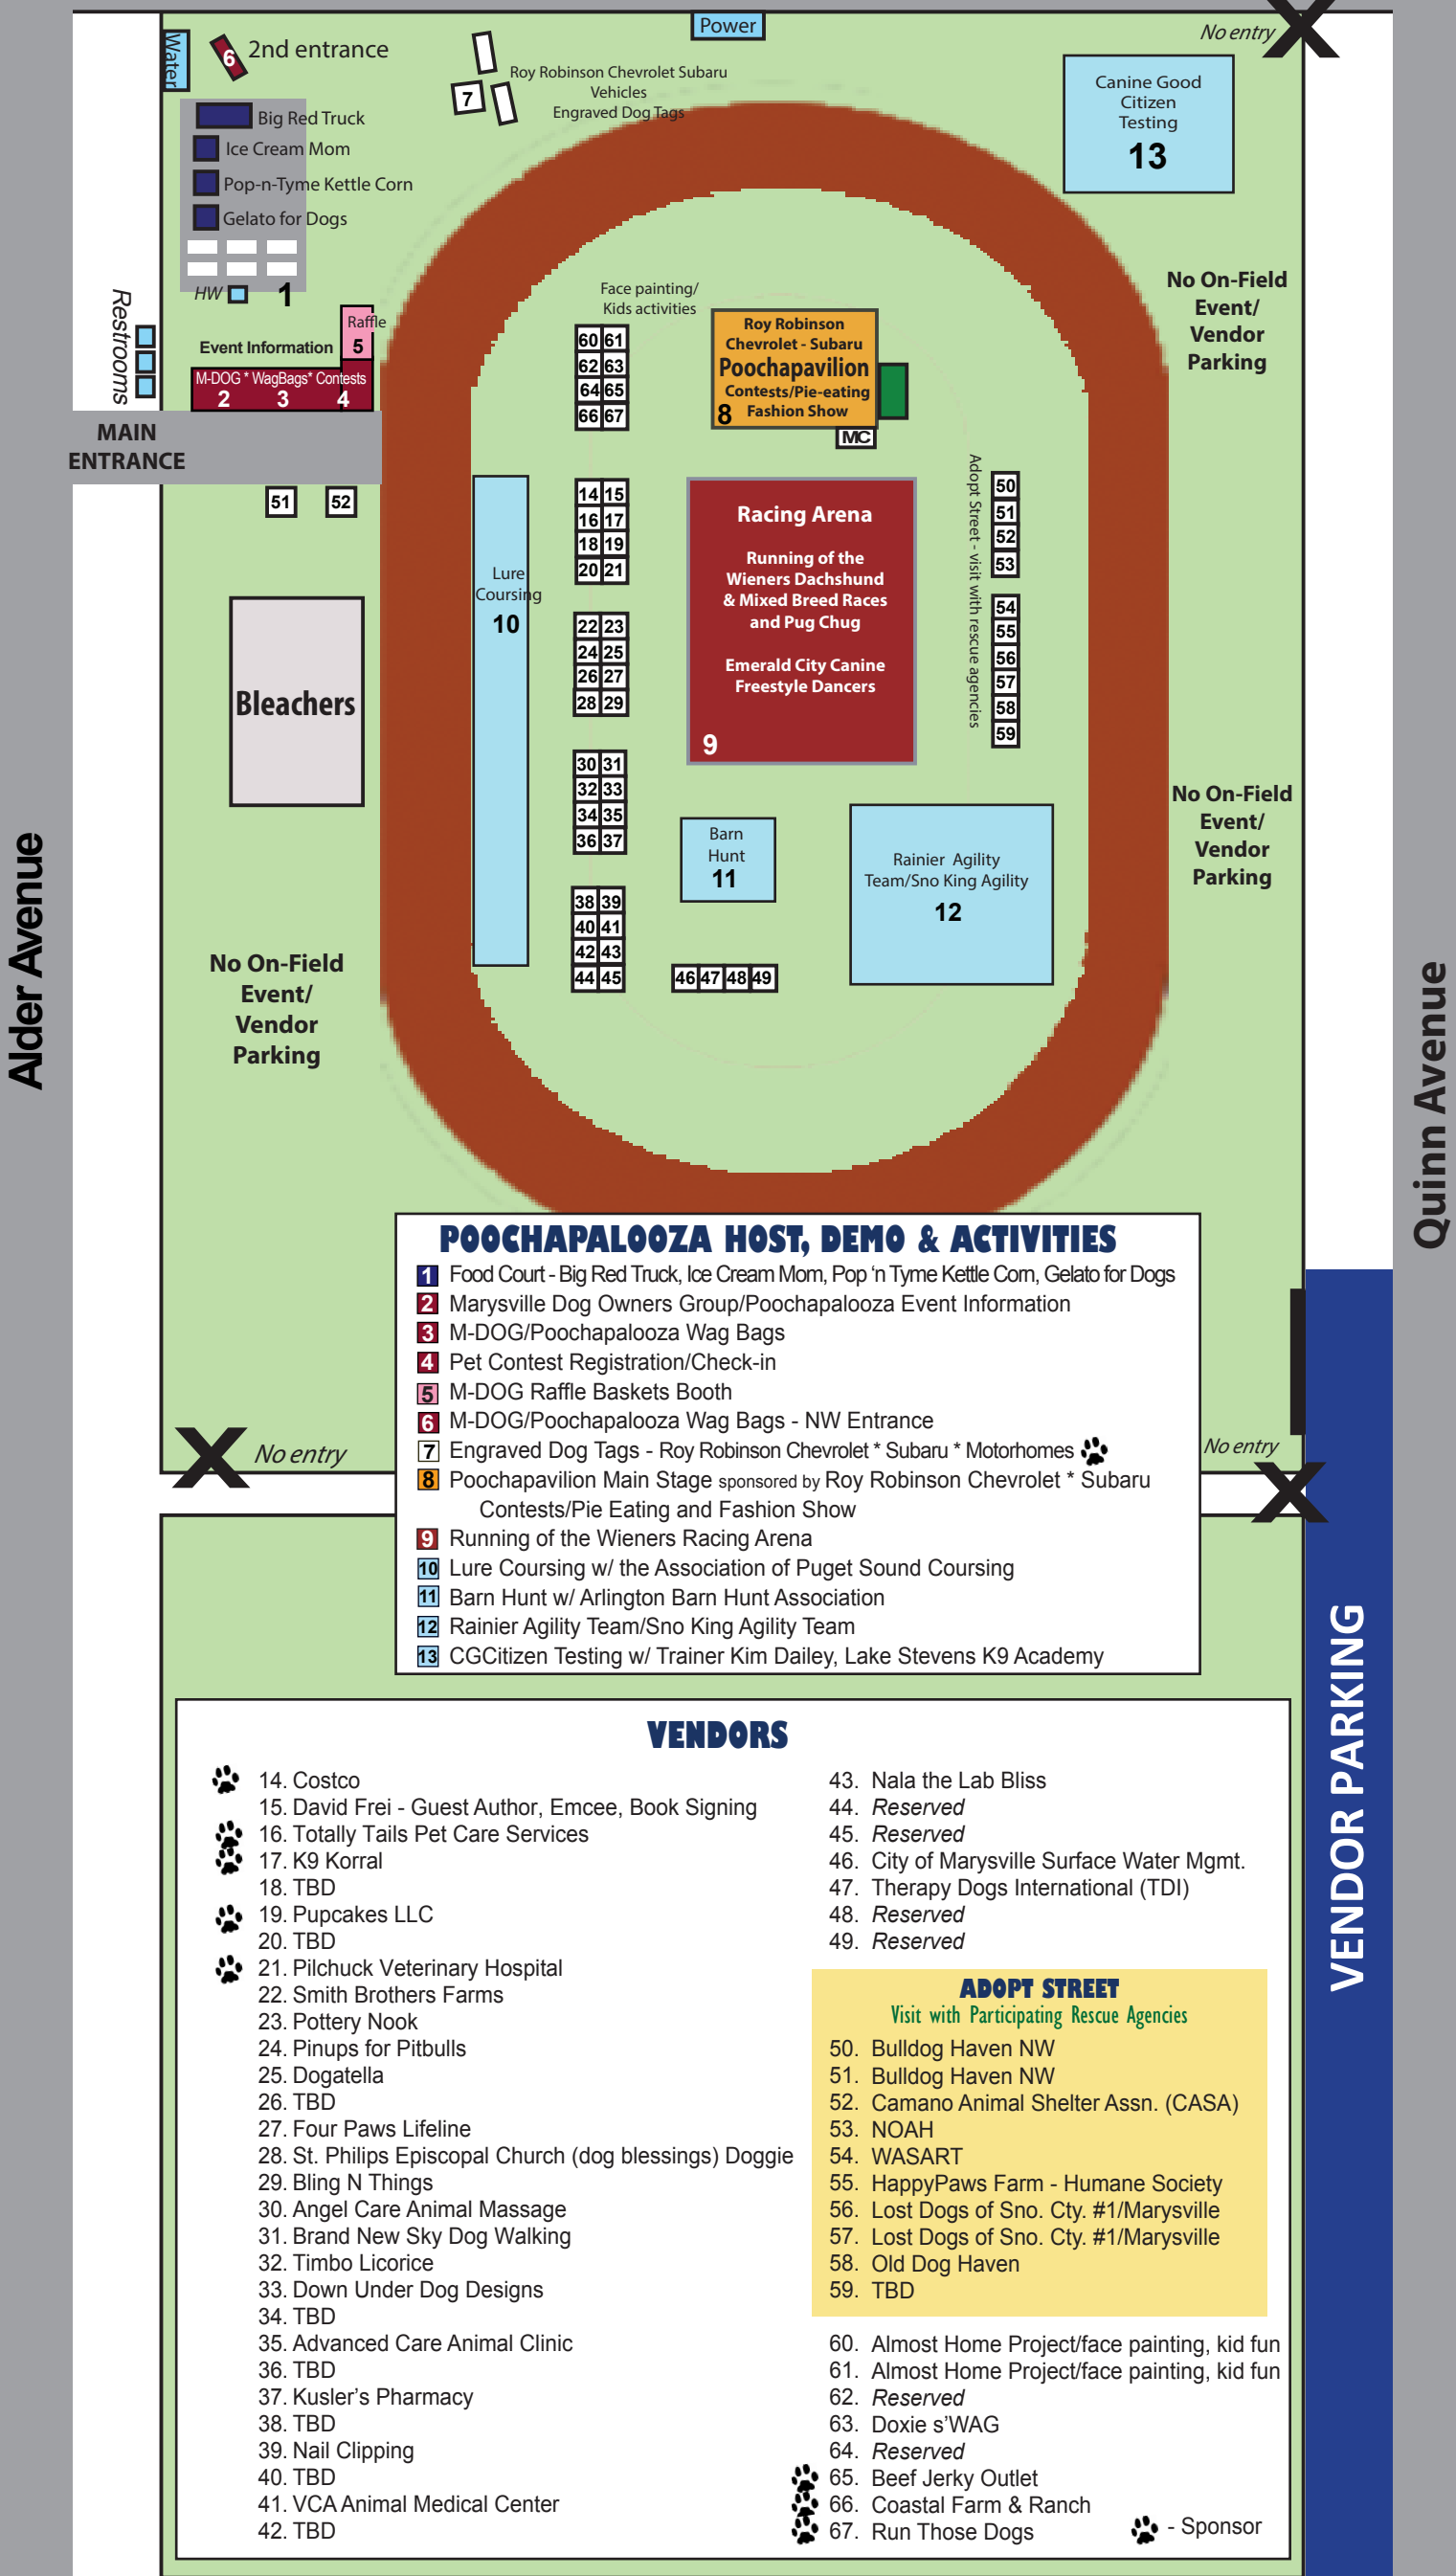 Power
No entry
Water
6
2nd entrance
7
Roy Robinson Chevrolet Subaru
Vehicles
Engraved Dog Tags
Canine Good
Citizen
Testing
13
Big Red Truck
Ice Cream Mom
Pop-n-Tyme Kettle Corn
Gelato for Dogs
HW
1
Restrooms
Raffle
5
Event Information
M-DOG * WagBags* Contests
2 3 4
MAIN
ENTRANCE
51 52
Bleachers
Face painting/
Kids activities
60 61
62 63
64 65
66 67
Roy Robinson
Chevrolet - Subaru
Poochapavilion
Contests/Pie-eating
8 Fashion Show
MC
No On-Field
Event/
Vendor
Parking
Lure
Coursing
10
14 15
16 17
18 19
20 21
22 23
24 25
26 27
28 29
30 31
32 33
34 35
36 37
38 39
40 41
42 43
44 45
46 47 48 49
Racing Arena
Running of the
Wieners Dachshund
& Mixed Breed Races
and Pug Chug
Emerald City Canine
Freestyle Dancers
9
Adopt Street - visit with rescue agencies
50
51
52
53
54
55
56
57
58
59
Barn
Hunt
11
Rainier Agility
Team/Sno King Agility
12
No On-Field
Event/
Vendor
Parking
No On-Field
Event/
Vendor
Parking
Alder Avenue
Quinn Avenue
POOCHAPALOOZA HOST, DEMO & ACTIVITIES
1 Food Court - Big Red Truck, Ice Cream Mom, Pop 'n Tyme Kettle Corn, Gelato for Dogs
2 Marysville Dog Owners Group/Poochapalooza Event Information
3 M-DOG/Poochapalooza Wag Bags
4 Pet Contest Registration/Check-in
5 M-DOG Raffle Baskets Booth
6 M-DOG/Poochapalooza Wag Bags - NW Entrance
7 Engraved Dog Tags - Roy Robinson Chevrolet * Subaru * Motorhomes
8 Poochapavilion Main Stage sponsored by Roy Robinson Chevrolet * Subaru
Contests/Pie Eating and Fashion Show
9 Running of the Wieners Racing Arena
10 Lure Coursing w/ the Association of Puget Sound Coursing
11 Barn Hunt w/ Arlington Barn Hunt Association
12 Rainier Agility Team/Sno King Agility Team
13 CGCitizen Testing w/ Trainer Kim Dailey, Lake Stevens K9 Academy
No entry
No entry
VENDOR PARKING
VENDORS
14. Costco
15. David Frei - Guest Author, Emcee, Book Signing
16. Totally Tails Pet Care Services
17. K9 Korral
18. TBD
19. Pupcakes LLC
20. TBD
21. Pilchuck Veterinary Hospital
22. Smith Brothers Farms
23. Pottery Nook
24. Pinups for Pitbulls
25. Dogatella
26. TBD
27. Four Paws Lifeline
28. St. Philips Episcopal Church (dog blessings) Doggie
29. Bling N Things
30. Angel Care Animal Massage
31. Brand New Sky Dog Walking
32. Timbo Licorice
33. Down Under Dog Designs
34. TBD
35. Advanced Care Animal Clinic
36. TBD
37. Kusler's Pharmacy
38. TBD
39. Nail Clipping
40. TBD
41. VCA Animal Medical Center
42. TBD
43. Nala the Lab Bliss
44. Reserved
45. Reserved
46. City of Marysville Surface Water Mgmt.
47. Therapy Dogs International (TDI)
48. Reserved
49. Reserved
ADOPT STREET
Visit with Participating Rescue Agencies
50. Bulldog Haven NW
51. Bulldog Haven NW
52. Camano Animal Shelter Assn. (CASA)
53. NOAH
54. WASART
55. HappyPaws Farm - Humane Society
56. Lost Dogs of Sno. Cty. #1/Marysville
57. Lost Dogs of Sno. Cty. #1/Marysville
58. Old Dog Haven
59. TBD
60. Almost Home Project/face painting, kid fun
61. Almost Home Project/face painting, kid fun
62. Reserved
63. Doxie s'WAG
64. Reserved
65. Beef Jerky Outlet
66. Coastal Farm & Ranch
67. Run Those Dogs
- Sponsor